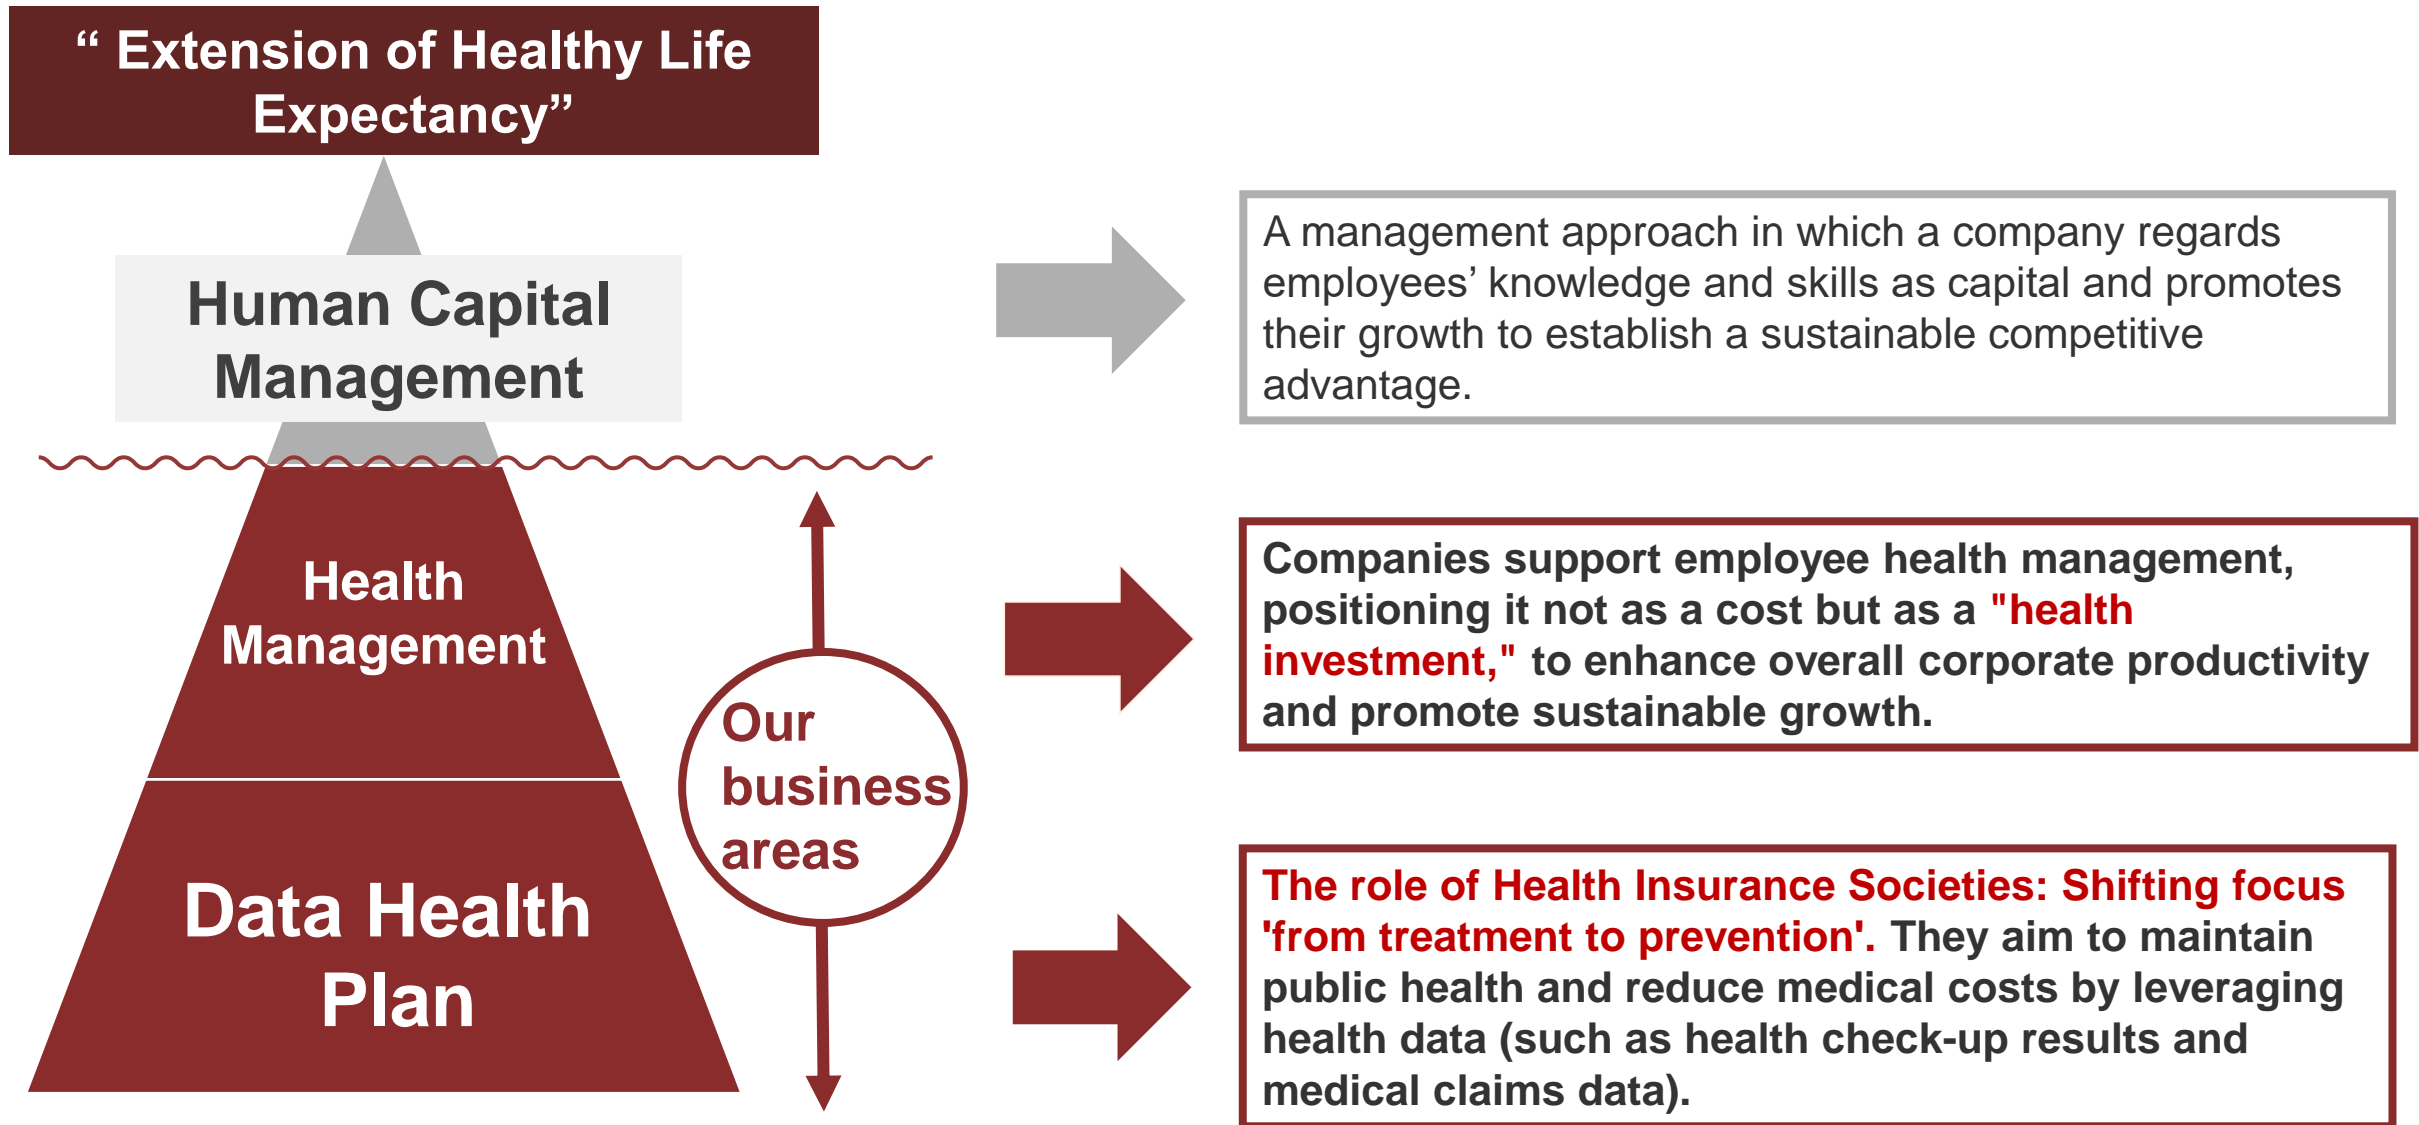 “ Extension of Healthy Life
Expectancy”
Human Capital
Management
A management approach in which a company regards
employees’ knowledge and skills as capital and promotes
their growth to establish a sustainable competitive
advantage.
Health
Management
Our
business
areas
Companies support employee health management,
positioning it not as a cost but as a "health
investment," to enhance overall corporate productivity
and promote sustainable growth.
Data Health
Plan
The role of Health Insurance Societies: Shifting focus
'from treatment to prevention'. They aim to maintain
public health and reduce medical costs by leveraging
health data (such as health check-up results and
medical claims data).